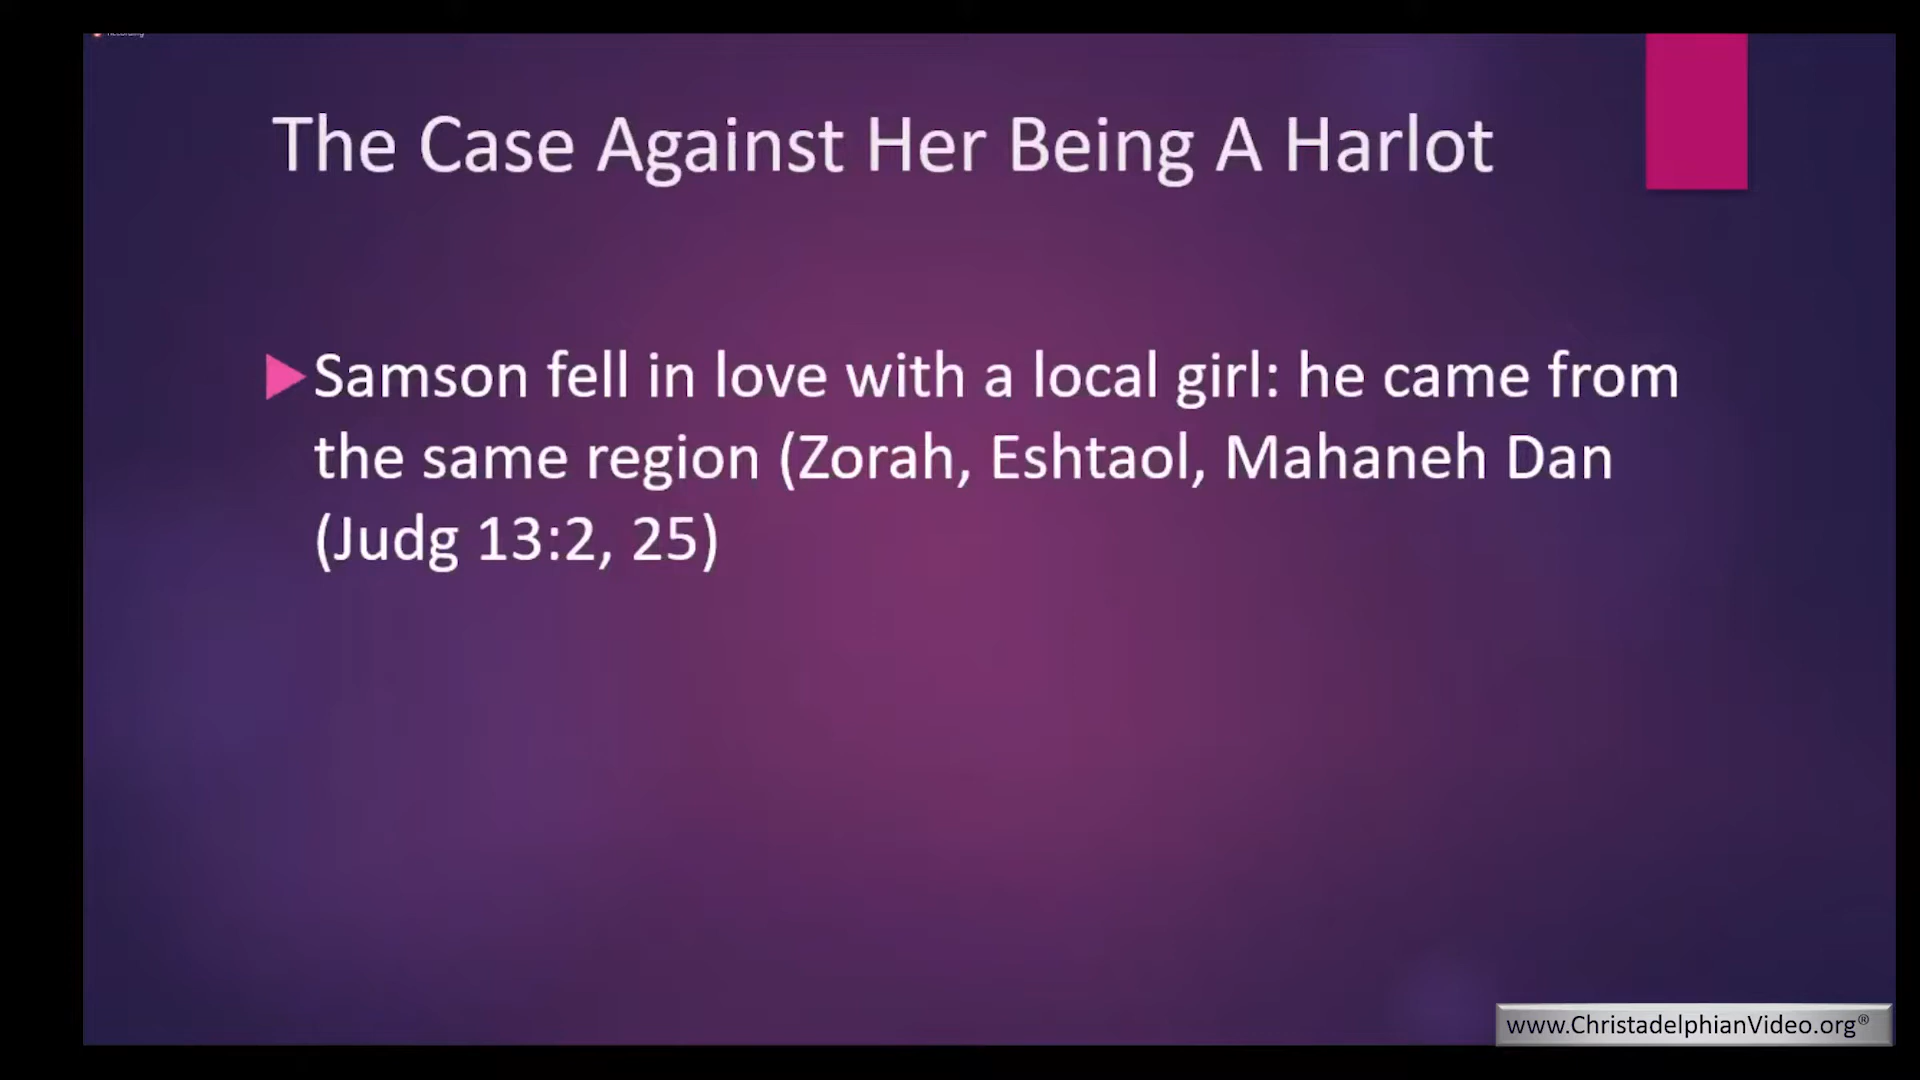 The Case Against Her Being A Harlot
Samson fell in love with a local girl: he came from
the same region (Zorah, Eshtaol, Mahaneh Dan
(Judg 13:2, 25)
www.ChristadelphianVideo.org®